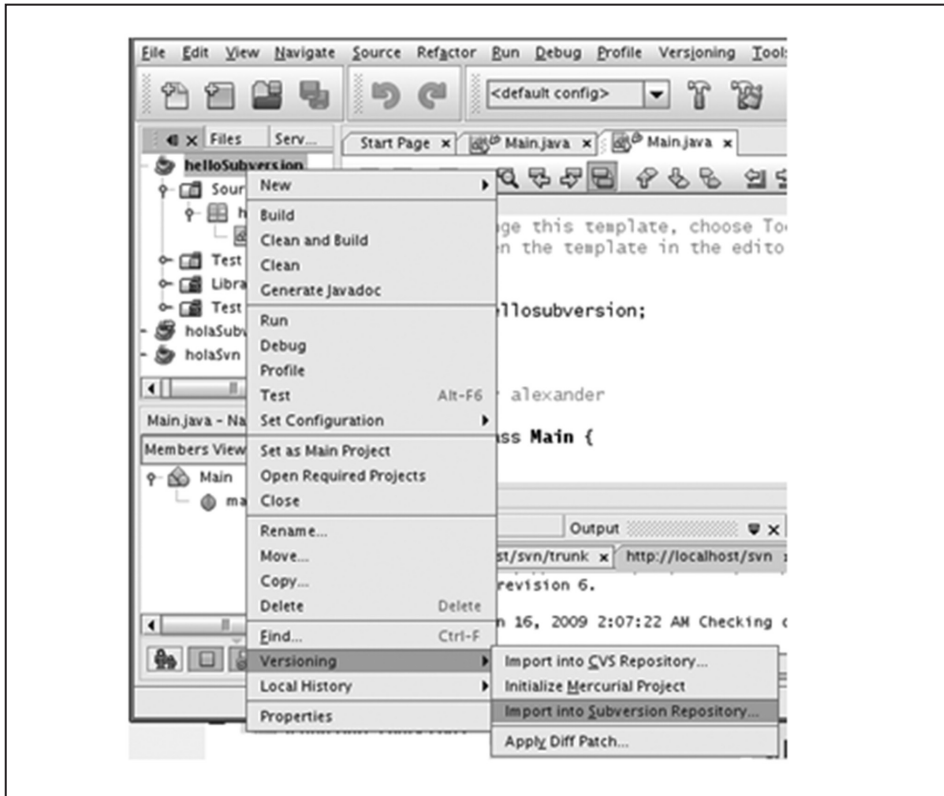 File Edit View Navigate Source Refactor Run Debug Profile Versioning Tool
<default config>
Files Serv...
Start Page Main.java Main.java
helloSubversion
Sour
h
Test
Libra
Test
holaSubv
holaSvn
New
Build
Clean and Build
Clean
Generate Javadoc
Run
Debug
Profile
Test Alt-F6
Set Configuration
Set as Main Project
Open Required Projects
Close
Rename...
Move...
Copy...
Delete Delete
Find... Ctrl-F
Versioning
Local History
Properties
ge this template, choose To
n the template in the edito
llosubversion;
alexander
ss Main {
Main.java - Na
Members View
Main
ma
Output
st/svn/trunk http://localhost/svn
revision 6.
n 16, 2009 2:07:22 AM Checking
Import into CVS Repository...
Initialize Mercurial Project
Import into Subversion Repository...
Apply Diff Patch...